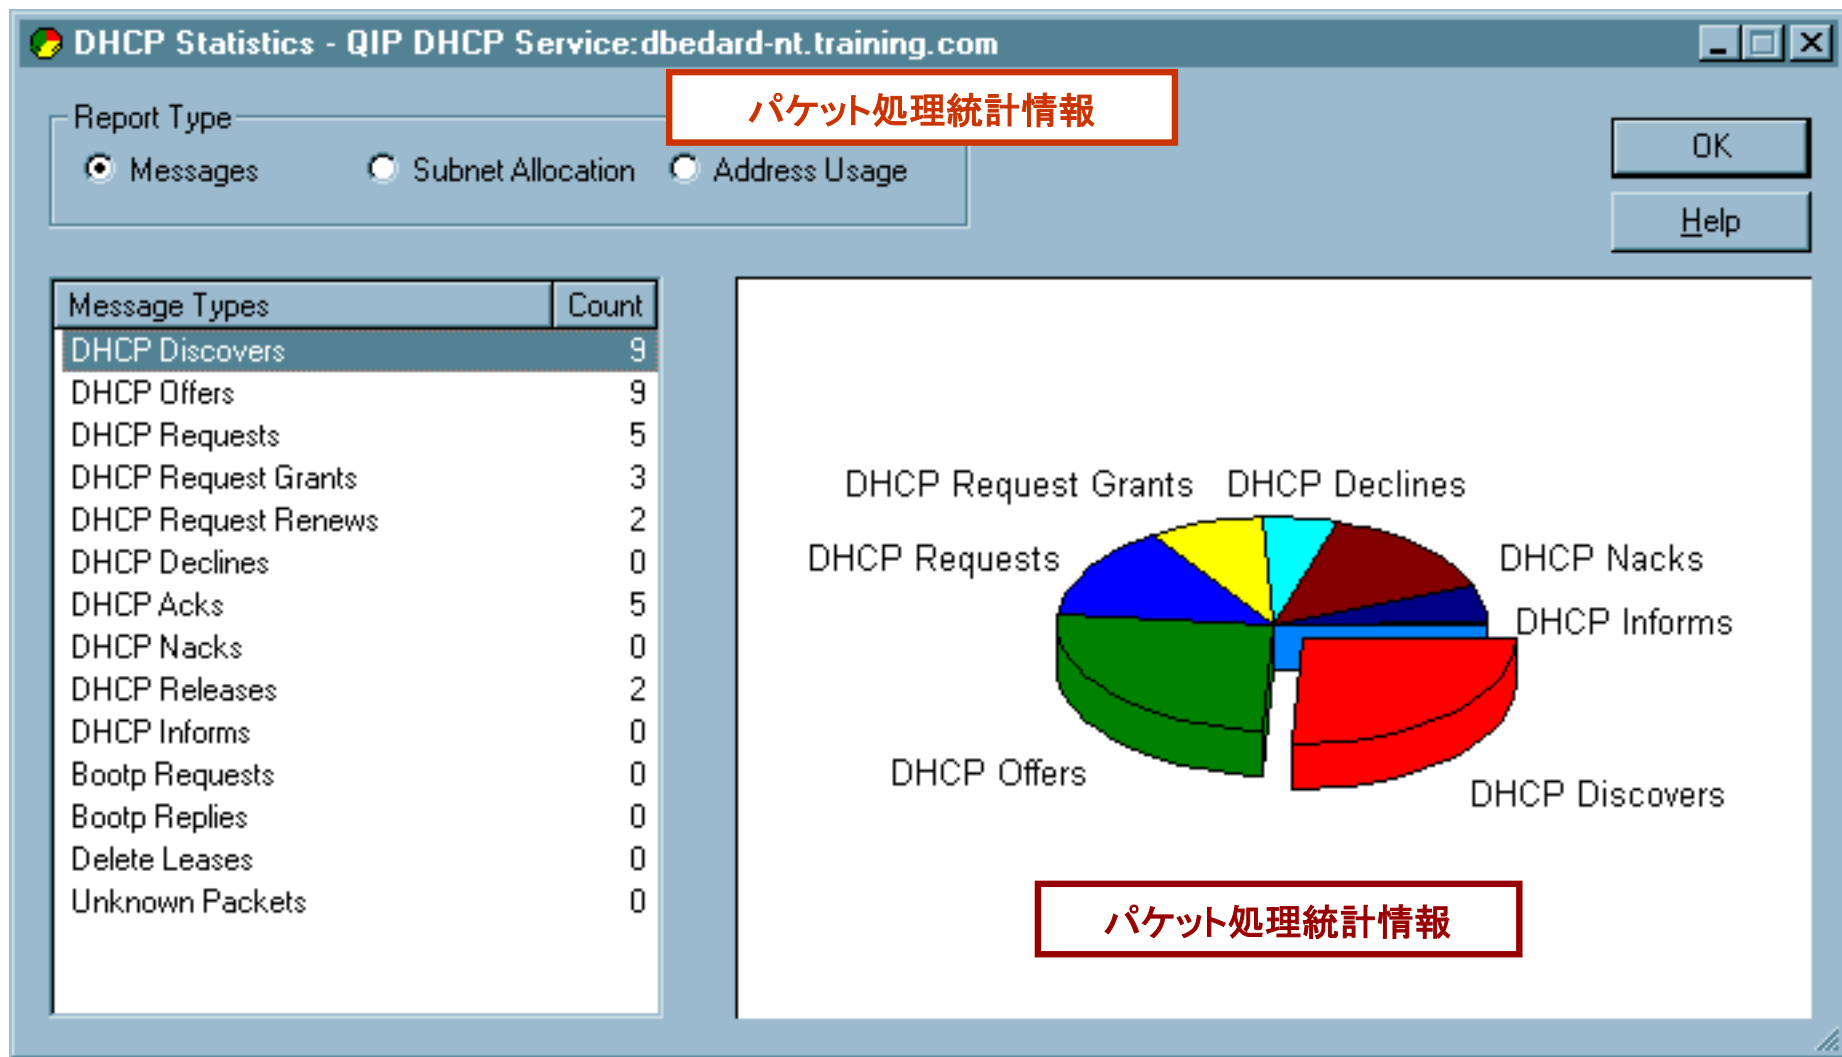 DHCP Statistics - QIP DHCP Service:dbedard-nt.training.com
パケット処理統計情報
Report Type
Messages Subnet Allocation Address Usage
OK
Help
Message Types Count
DHCP Discovers 9
DHCP Offers 9
DHCP Requests 5
DHCP Request Grants 3
DHCP Request Renews 2
DHCP Declines 0
DHCP Acks 5
DHCP Nacks 0
DHCP Releases 2
DHCP Informs 0
Bootp Requests 0
Bootp Replies 0
Delete Leases 0
Unknown Packets 0
DHCP Request Grants DHCP Declines
DHCP Requests DHCP Nacks
DHCP Informs
DHCP Offers DHCP Discovers
パケット処理統計情報